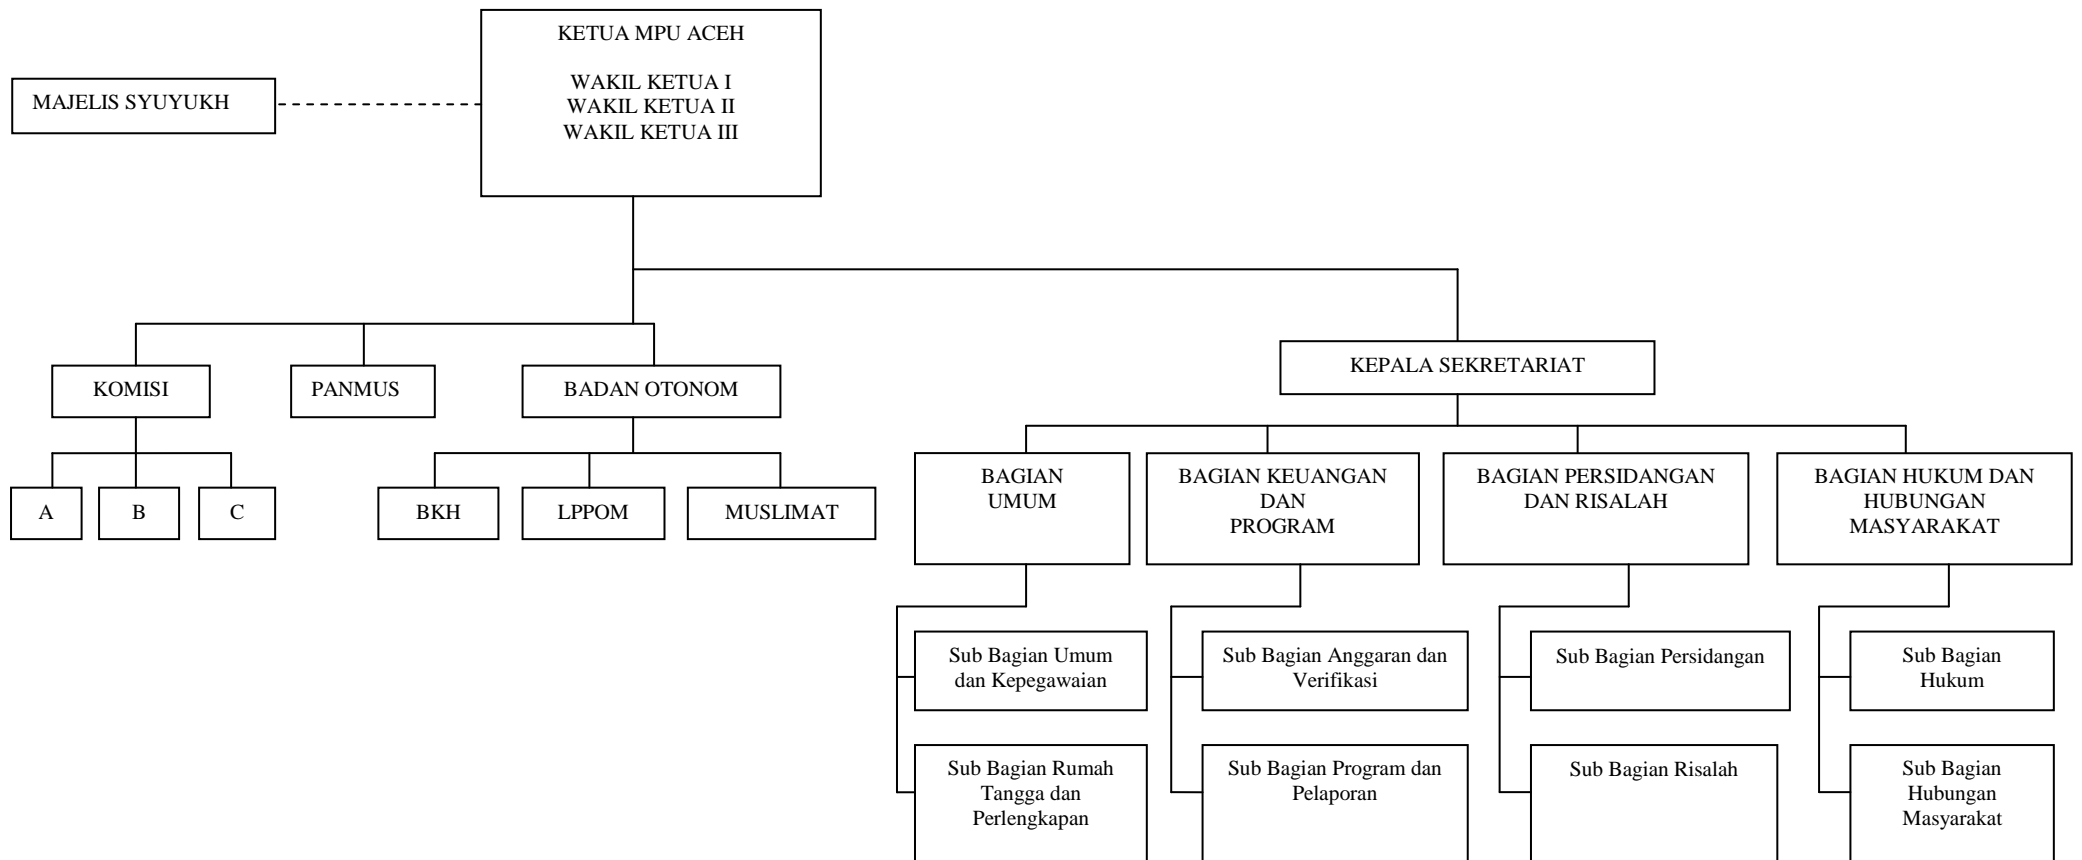 KETUA MPU ACEH
WAKIL KETUA I
WAKIL KETUA II
WAKIL KETUA III
MAJELIS SYUYUKH
KEPALA SEKRETARIAT
KOMISI
PANMUS
BADAN OTONOM
A
B
C
BKH
LPPOM
MUSLIMAT
BAGIAN
UMUM
BAGIAN KEUANGAN
DAN
PROGRAM
BAGIAN PERSIDANGAN
DAN RISALAH
BAGIAN HUKUM DAN
HUBUNGAN
MASYARAKAT
Sub Bagian Umum
dan Kepegawaian
Sub Bagian Anggaran dan
Verifikasi
Sub Bagian Persidangan
Sub Bagian
Hukum
Sub Bagian Rumah
Tangga dan
Perlengkapan
Sub Bagian Program dan
Pelaporan
Sub Bagian Risalah
Sub Bagian
Hubungan
Masyarakat